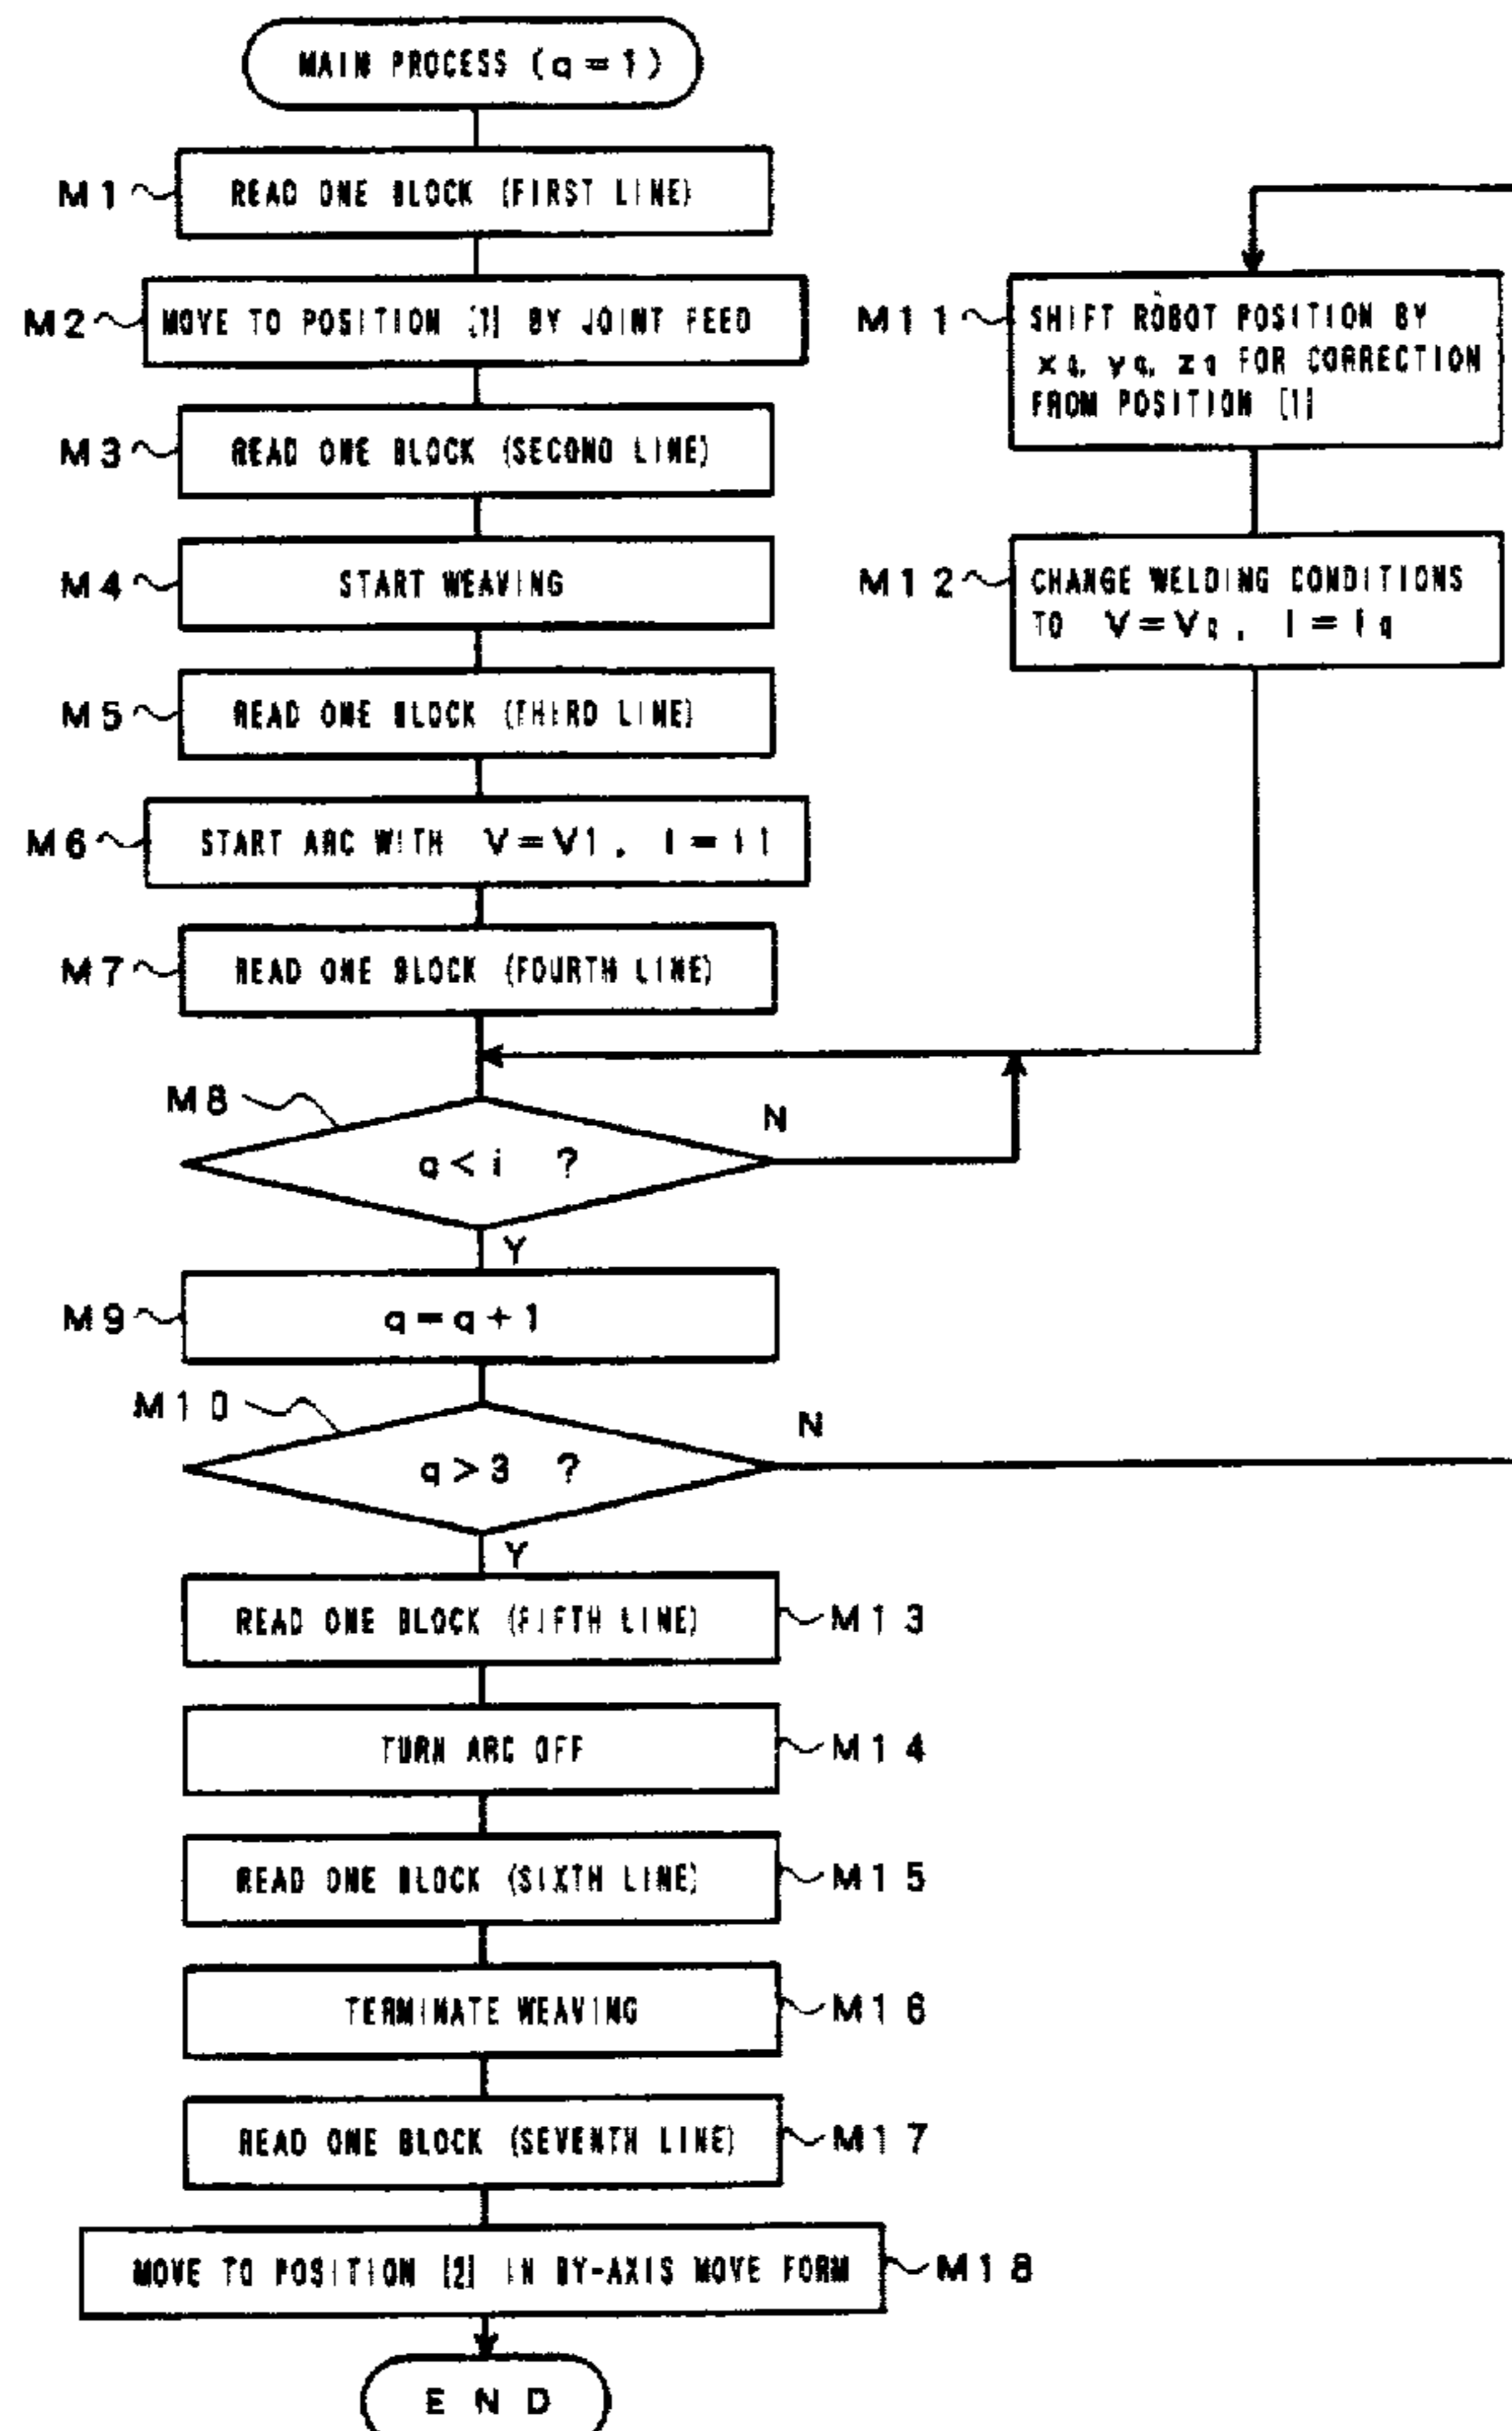 MAIN PROCESS (q=1)
M1
READ ONE BLOCK (FIRST LINE)
M2
MOVE TO POSITION [1] BY JOINT FEED
M3
READ ONE BLOCK (SECOND LINE)
M4
START WEAVING
M5
READ ONE BLOCK (THIRD LINE)
M6
START ARC WITH V=V1, I=i1
M7
READ ONE BLOCK (FOURTH LINE)
M8
q<i ?
N
Y
M9
q=q+1
M10
q>3 ?
N
Y
M11
SHIFT ROBOT POSITION BY
xq, yq, zq FOR CORRECTION
FROM POSITION [1]
M12
CHANGE WELDING CONDITIONS
TO V=Vq, I=iq
READ ONE BLOCK (FIFTH LINE)
M13
TURN ARC OFF
M14
READ ONE BLOCK (SIXTH LINE)
M15
TERMINATE WEAVING
M16
READ ONE BLOCK (SEVENTH LINE)
M17
MOVE TO POSITION [2] IN BY-AXIS MOVE FORM
M18
END